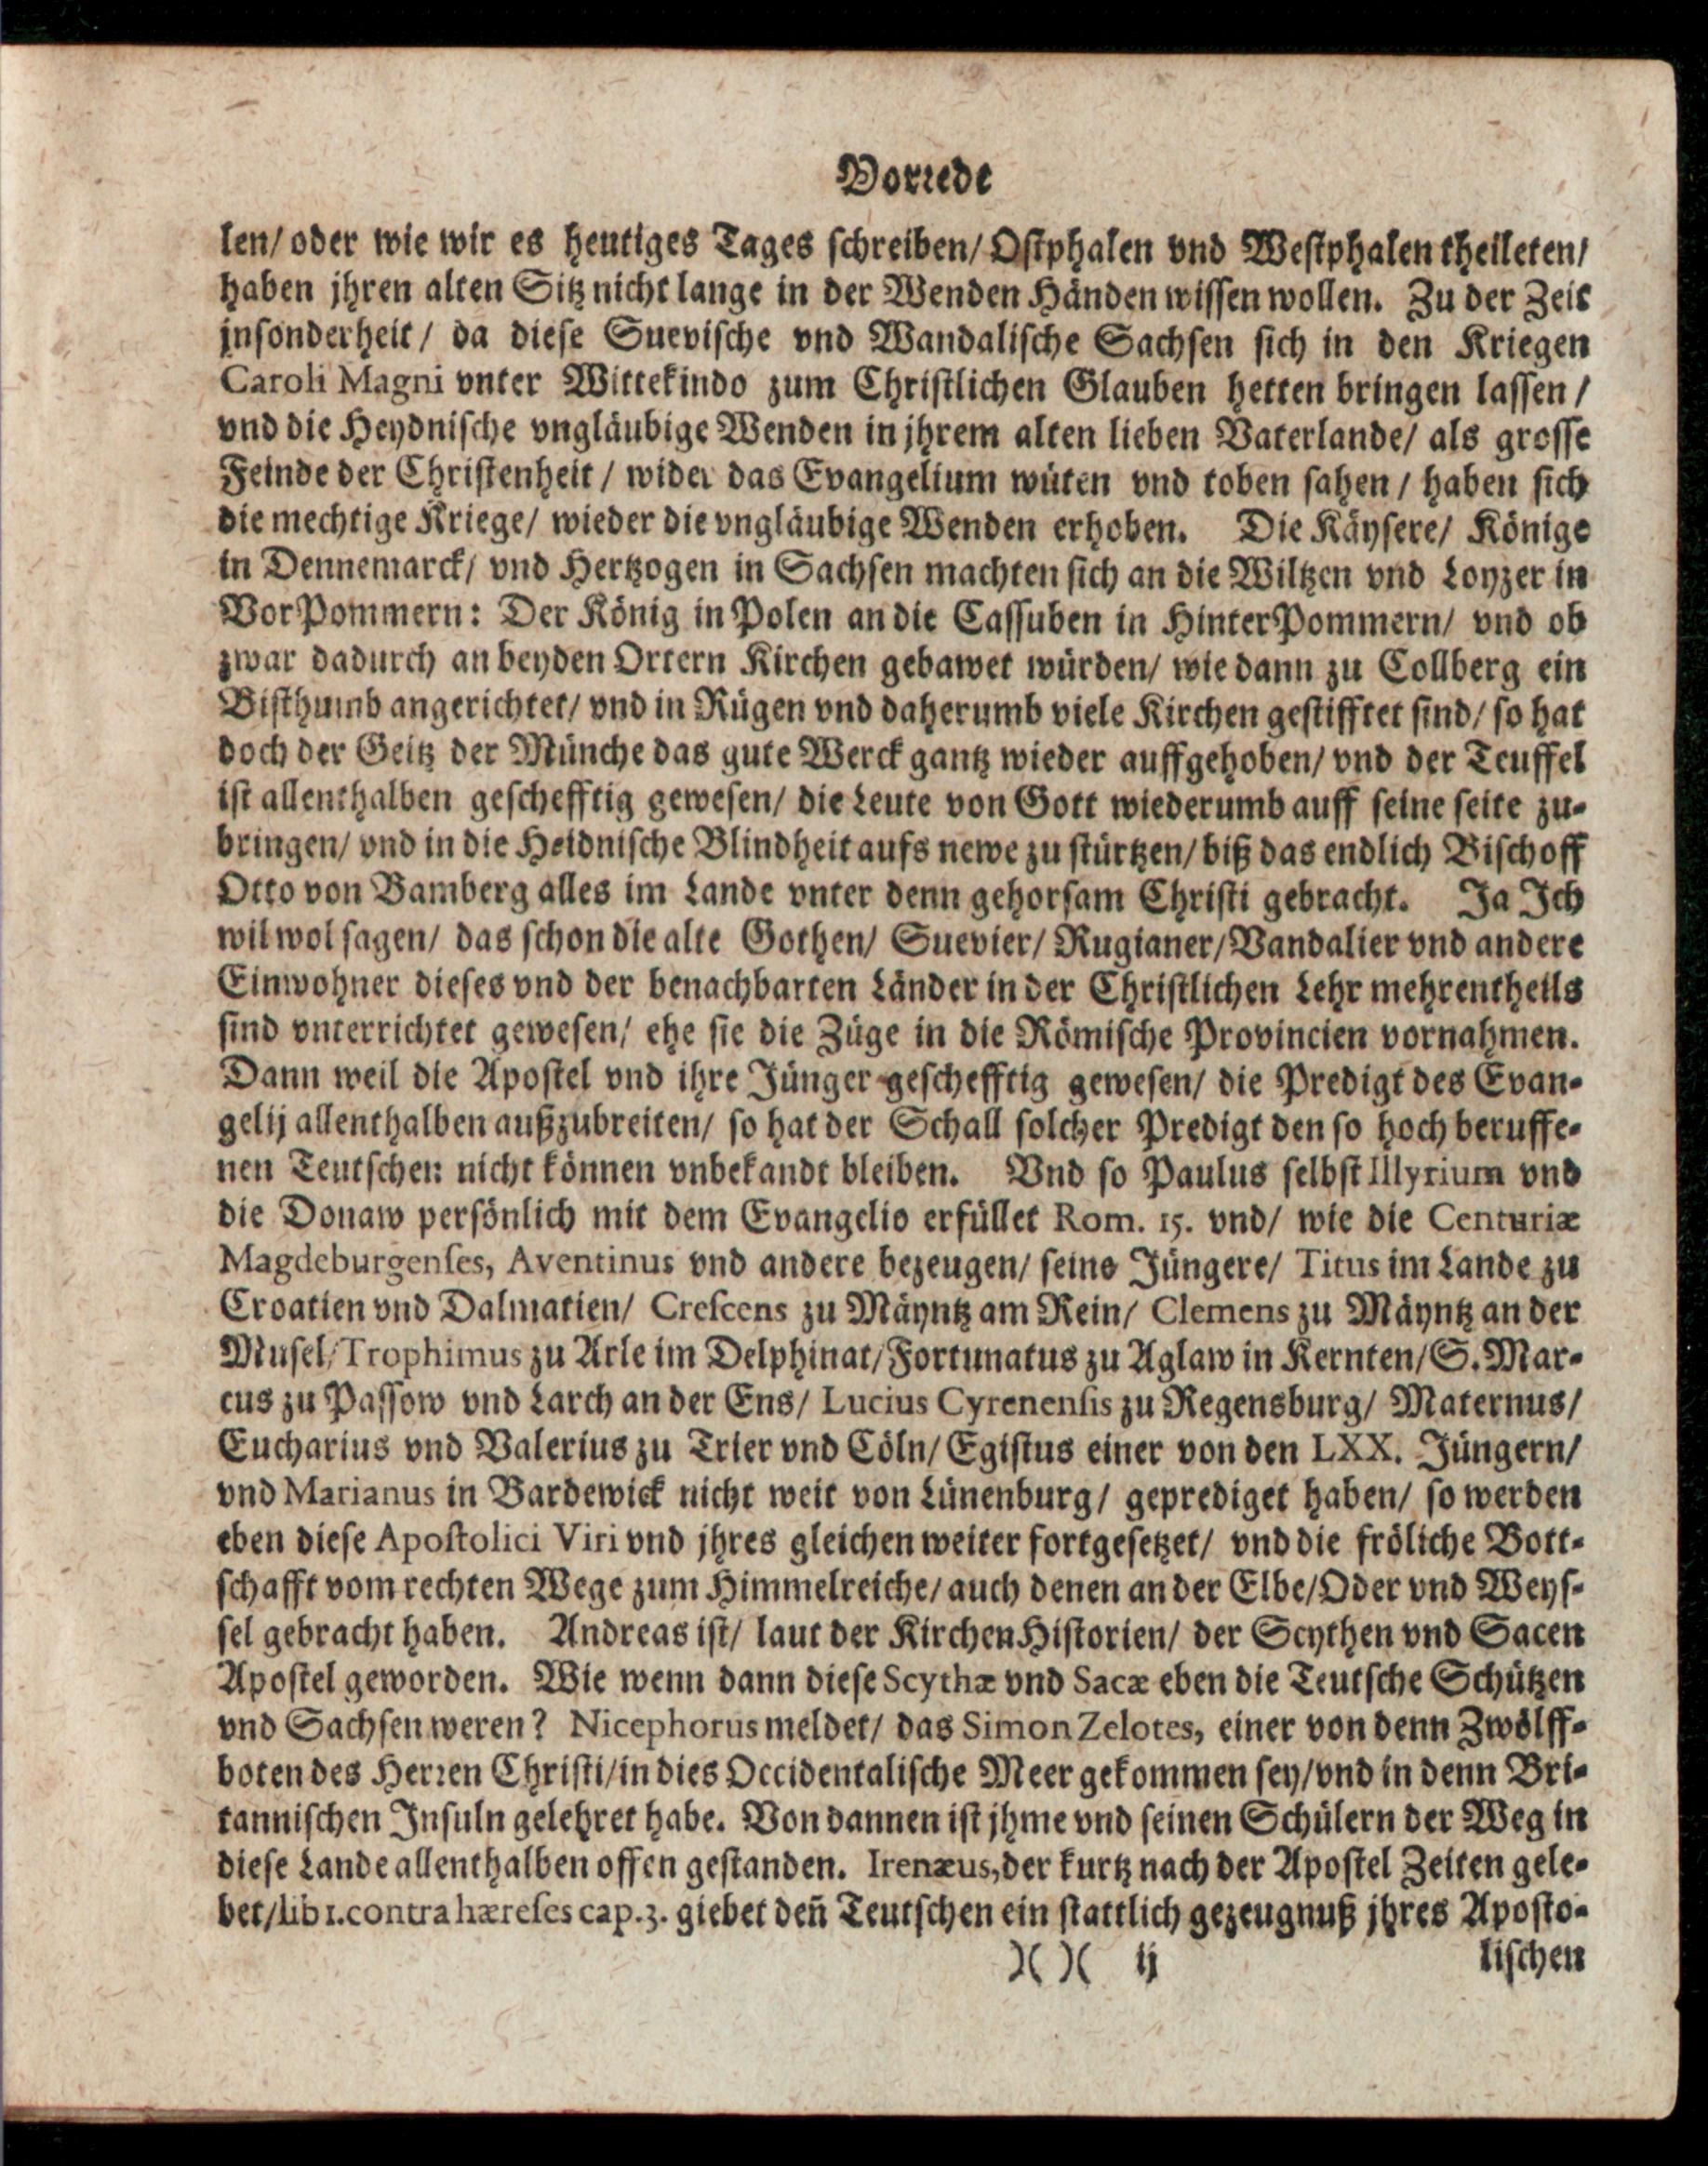 Vorrede
len/ oder wie wir es heutiges Tages schreiben/ Ostphalen vnd Westphalen theileten/
haben jhren alten Sitz nicht lange in der Wenden Händen wissen wollen. Zu der Zeit
jnsonderheit/ da diese Suevische vnd Wandalische Sachsen sich in den Kriegen
Caroli Magni vnter Wittekindo zum Christlichen Glauben hetten bringen lassen/
vnd die Heydnische vngläubige Wenden in jhrem alten lieben Vaterlande/ als grosse
Feinde der Christenheit/ wider das Evangelium wüten vnd toben sahen/ haben sich
die mechtige Kriege/ wieder die vngläubige Wenden erhoben. Die Käysere/ Könige
in Dennemarck/ vnd Hertzogen in Sachsen machten sich an die Wiltzen vnd Loyzer in
VorPommern: Der König in Polen an die Cassuben in HinterPommern/ vnd ob
zwar dadurch an beyden Ortern Kirchen gebawet würden/ wie dann zu Collberg ein
Bisthumb angerichtet/ vnd in Rügen vnd daherumb viele Kirchen gestifftet sind/ so hat
doch der Geitz der Münche das gute Werck gantz wieder auffgehoben/ vnd der Teuffel
ist allenthalben geschefftig gewesen/ die Leute von Gott wiederumb auff seine seite zu-
bringen/ vnd in die Heidnische Blindheit aufs newe zu stürtzen/ biß das endlich Bischoff
Otto von Bamberg alles im Lande vnter denn gehorsam Christi gebracht. Ja Ich
wil wol sagen/ das schon die alte Gothen/ Suevier/ Rugianer/ Vandalier vnd andere
Einwohner dieses vnd der benachbarten Länder in der Christlichen Lehr mehrentheils
sind vnterrichtet gewesen/ ehe sie die Züge in die Römische Provincien vornahmen.
Dann weil die Apostel vnd ihre Jünger geschefftig gewesen/ die Predigt des Evan-
gelij allenthalben außzubreiten/ so hat der Schall solcher Predigt den so hoch beruffe-
nen Teutschen nicht können vnbekandt bleiben. Vnd so Paulus selbst Illyrium vnd
die Donaw persönlich mit dem Evangelio erfüllet Rom. 15. vnd/ wie die Centuriæ
Magdeburgenses, Aventinus vnd andere bezeugen/ seine Jüngere/ Titus im Lande zu
Croatien vnd Dalmatien/ Crescens zu Mäyntz am Rein/ Clemens zu Mäyntz an der
Musel/ Trophimus zu Arle im Delphinat/ Fortunatus zu Aglaw in Kernten/ S. Mar-
cus zu Passow vnd Larch an der Ens/ Lucius Cyrenensis zu Regensburg/ Maternus/
Eucharius vnd Valerius zu Trier vnd Cöln/ Egistus einer von den LXX. Jüngern/
vnd Marianus in Bardewick nicht weit von Lünenburg/ geprediget haben/ so werden
eben diese Apostolici Viri vnd jhres gleichen weiter fortgesetzet/ vnd die fröliche Bott-
schafft vom rechten Wege zum Himmelreiche/ auch denen an der Elbe/ Oder vnd Weys-
sel gebracht haben. Andreas ist/ laut der KirchenHistorien/ der Scythen vnd Sacen
Apostel geworden. Wie wenn dann diese Scythæ vnd Sacæ eben die Teutsche Schützen
vnd Sachsen weren? Nicephorus meldet/ das Simon Zelotes, einer von denn Zwölff-
boten des Herren Christi/ in dies Occidentalische Meer gekommen sey/ vnd in denn Bri-
tannischen Insuln gelehret habe. Von dannen ist jhme vnd seinen Schülern der Weg in
diese Lande allenthalben offen gestanden. Irenæus, der kurtz nach der Apostel Zeiten gele-
bet/ lib 1. contra hæreses cap. 3. giebet deñ Teutschen ein stattlich gezeugnuß jhres Aposto-
)( )( ij lischen